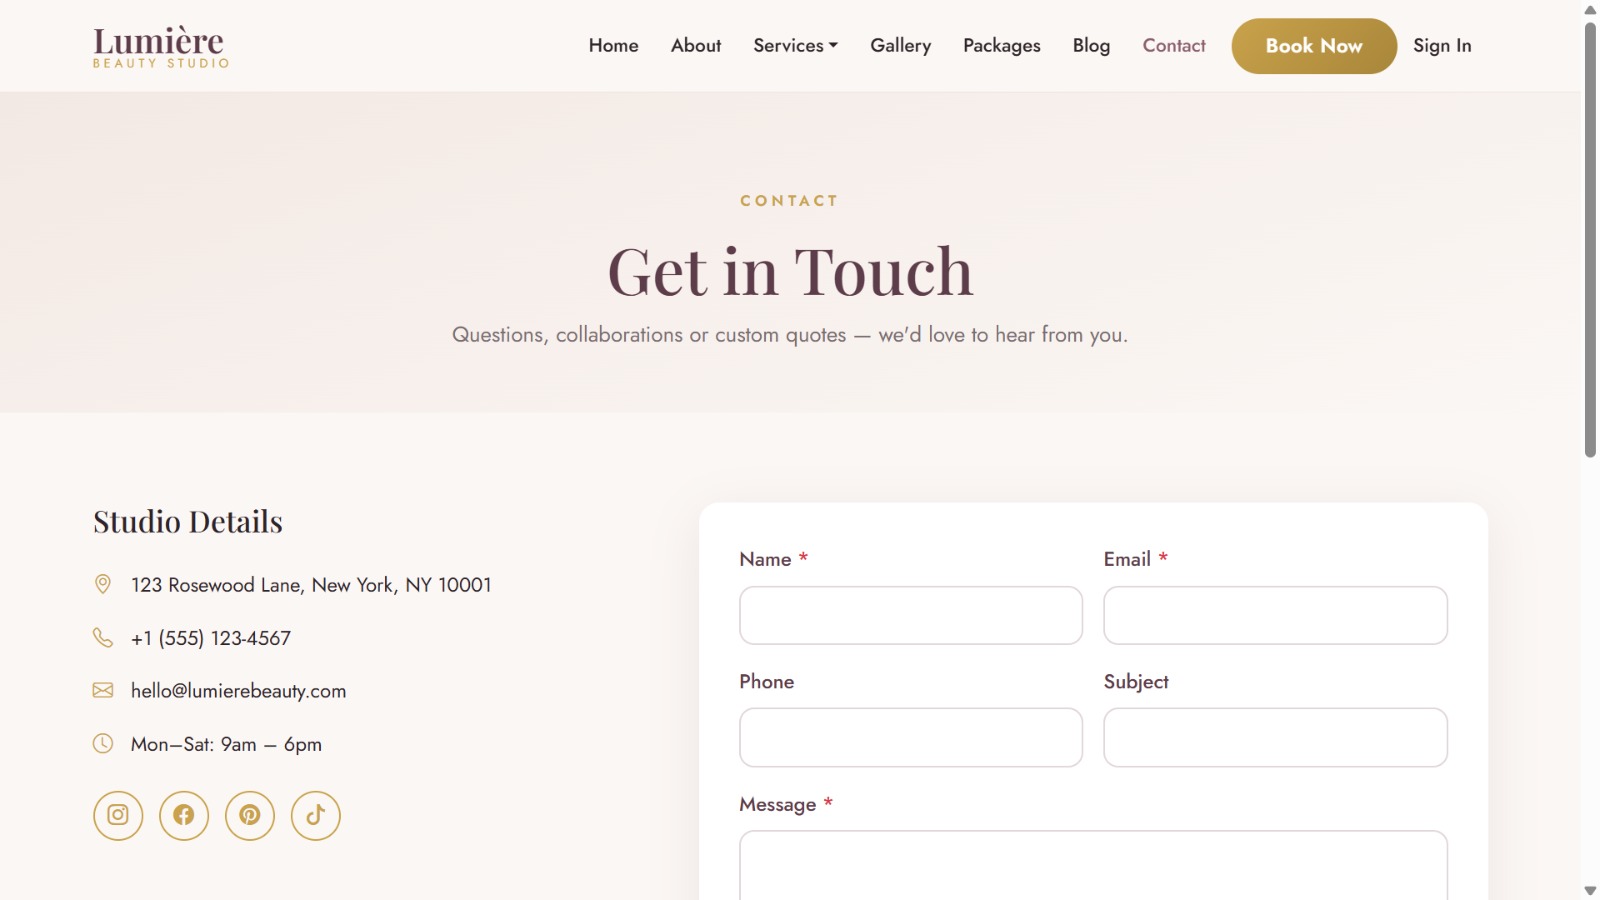 Lumière
BEAUTY STUDIO
Home About Services Gallery Packages Blog Contact Book Now Sign In
CONTACT
Get in Touch
Questions, collaborations or custom quotes — we'd love to hear from you.
Studio Details
123 Rosewood Lane, New York, NY 10001
+1 (555) 123-4567
hello@lumierebeauty.com
Mon–Sat: 9am – 6pm
Name * Email *
Phone Subject
Message *